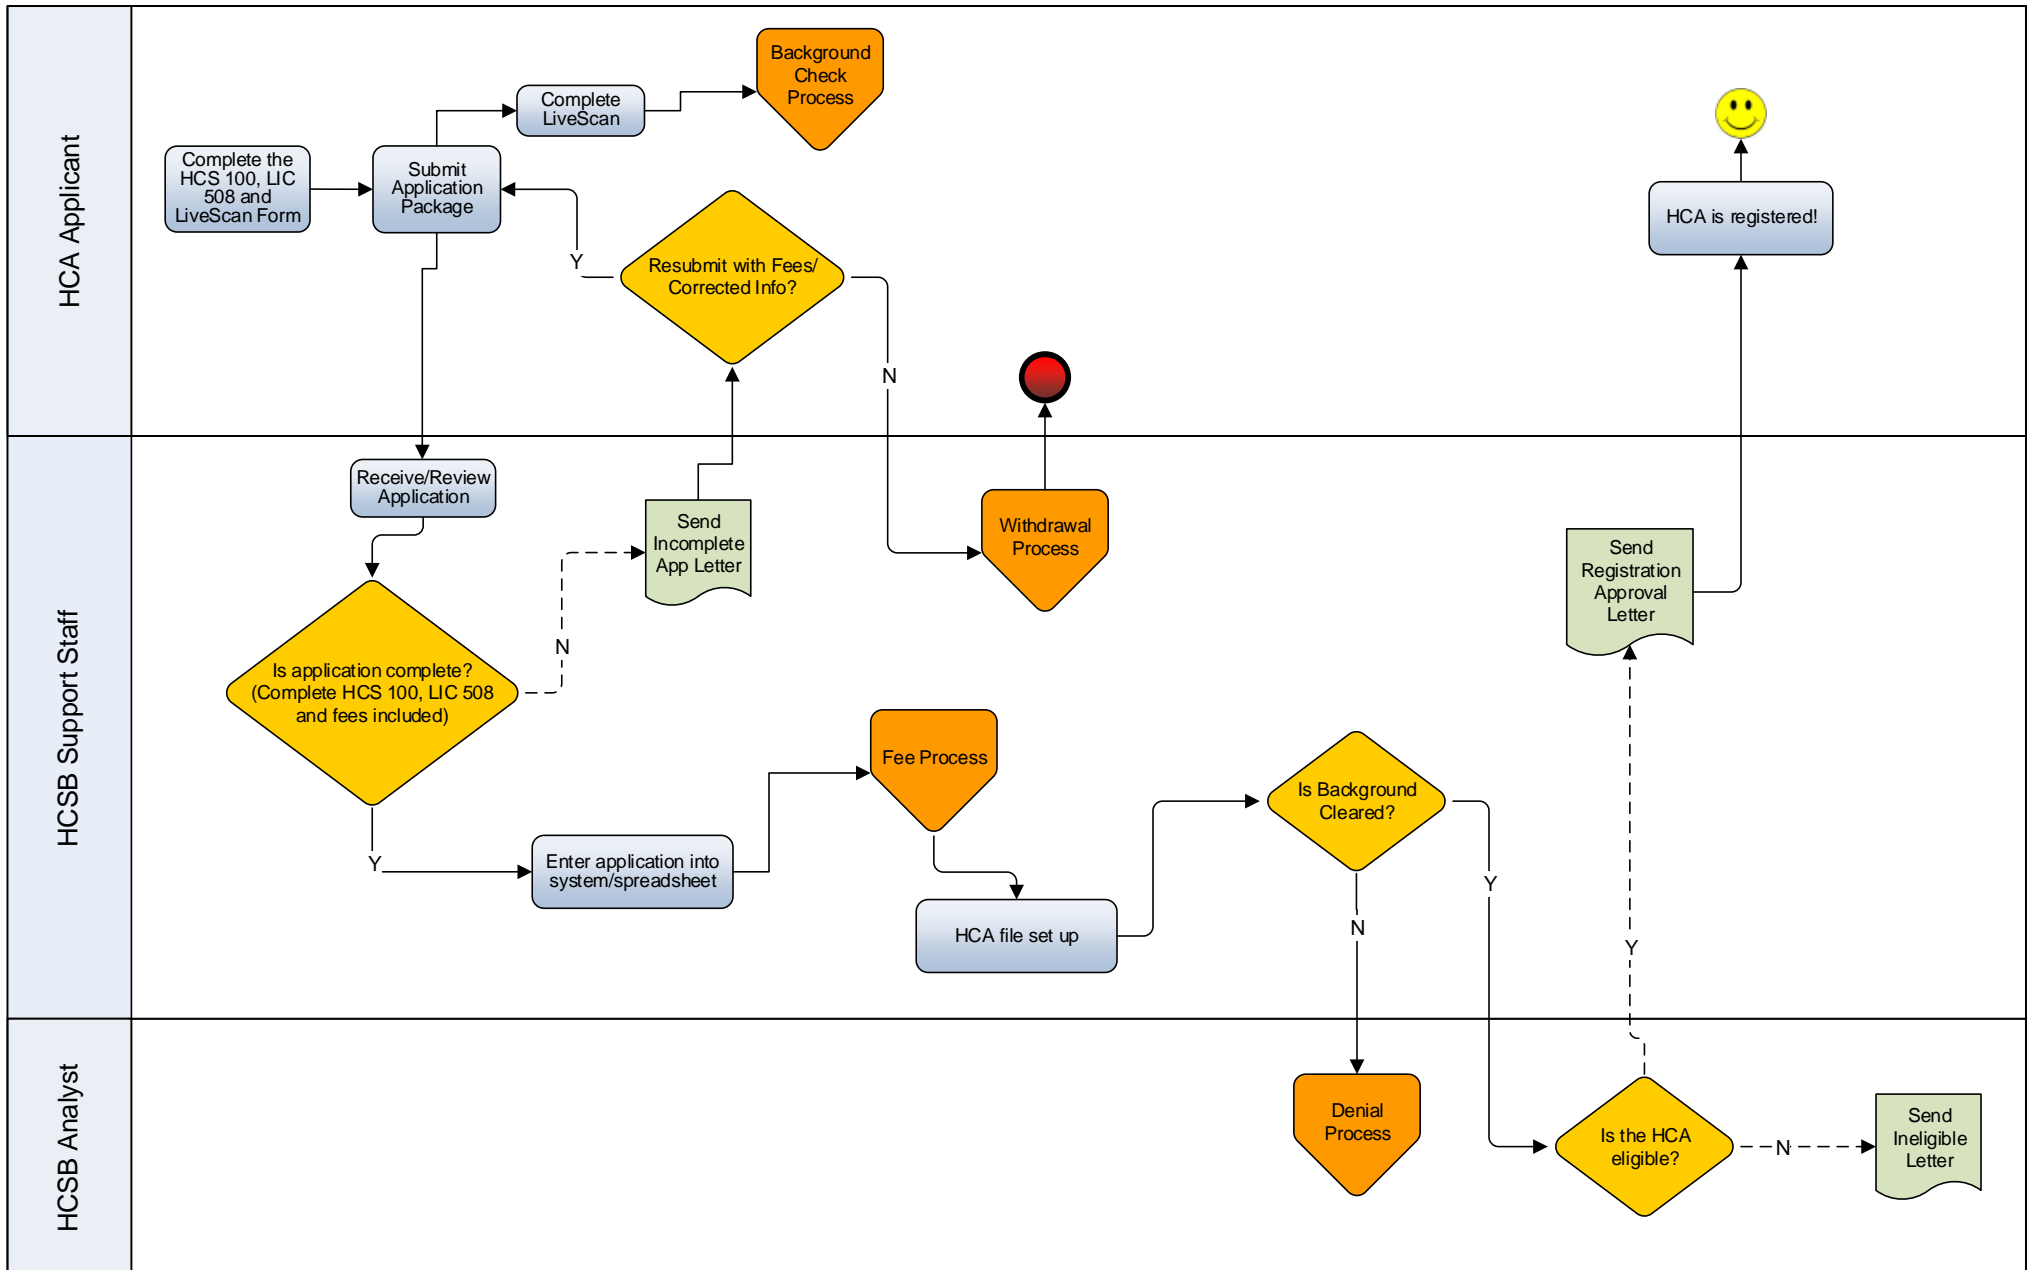 HCA Applicant
Background
Check
Process
Complete
LiveScan
Complete the
HCS 100, LIC
508 and
LiveScan Form
Submit
Application
Package
HCA is registered!
Resubmit with Fees/
Corrected Info?
Y
N
HCSB Support Staff
Receive/Review
Application
Send
Incomplete
App Letter
Withdrawal
Process
Send
Registration
Approval
Letter
N
Is application complete?
(Complete HCS 100, LIC 508
and fees included)
Fee Process
Is Background
Cleared?
Y
Enter application into
system/spreadsheet
Y
HCA file set up
N
Y
HCSB Analyst
Denial
Process
Is the HCA
eligible?
N
Send
Ineligible
Letter